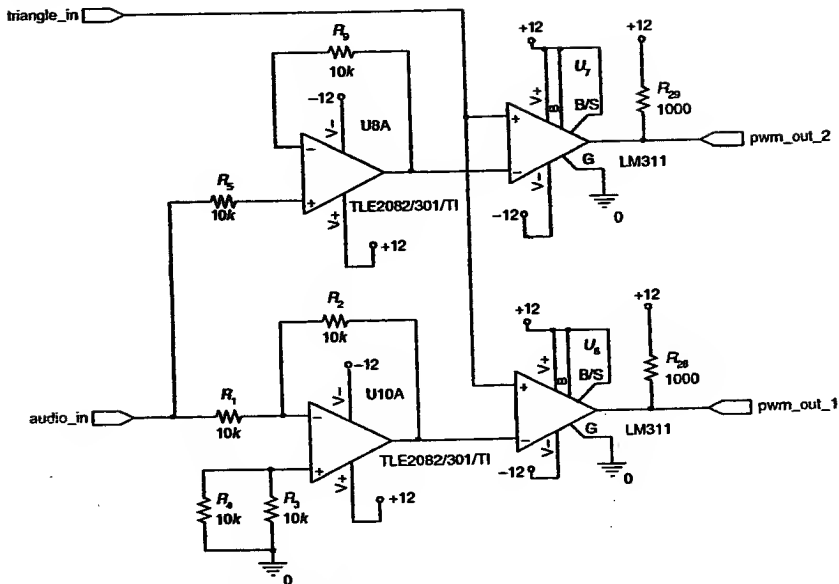 triangle_in
R9
10k
-12
V-
U8A
-
+
V+
TLE2082/301/TI
+12
R5
10k
+12
V+
B
U7
B/S
+
-
V-
G
LM311
-12
0
+12
R29
1000
pwm_out_2
R2
10k
-12
V-
U10A
-
+
V+
TLE2082/301/TI
+12
audio_in
R1
10k
R4
10k
R3
10k
0
+12
V+
B
U6
B/S
+
-
V-
G
LM311
-12
0
+12
R28
1000
pwm_out_1